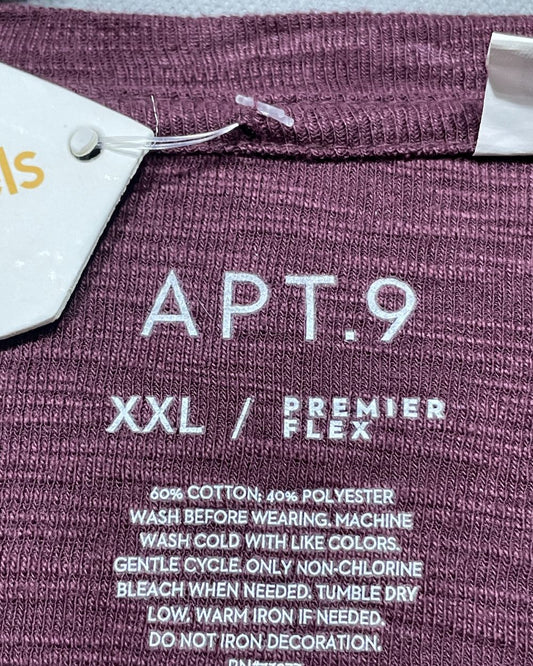 els
APT.9
XXL / PREMIER
FLEX
60% COTTON; 40% POLYESTER
WASH BEFORE WEARING. MACHINE
WASH COLD WITH LIKE COLORS.
GENTLE CYCLE. ONLY NON-CHLORINE
BLEACH WHEN NEEDED. TUMBLE DRY
LOW. WARM IRON IF NEEDED.
DO NOT IRON DECORATION.